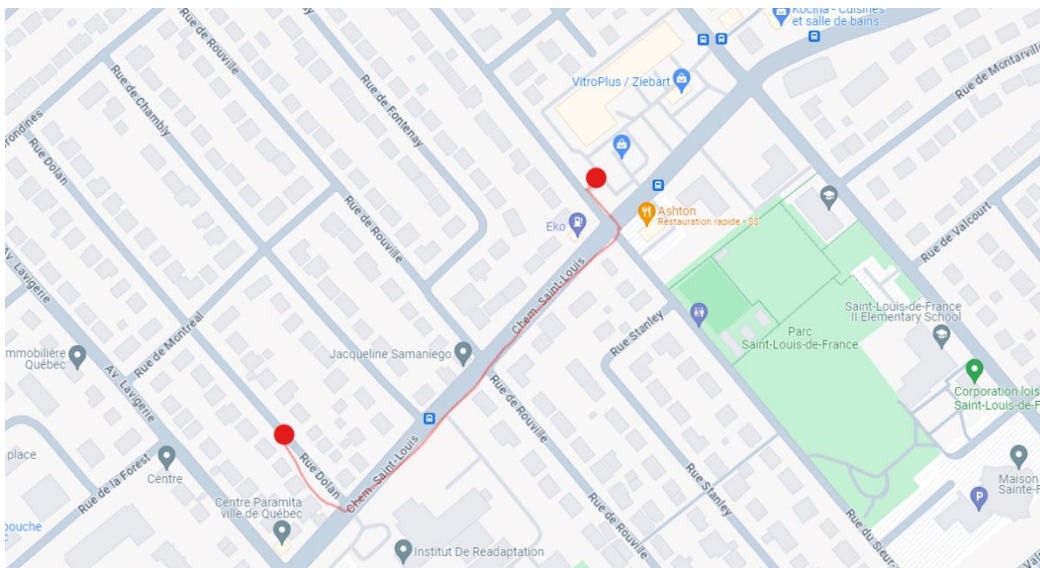 Kocina - Cuisines
et salle de bains...
Rue de Rouville
VitroPlus / Ziebart
Rue de Montarville
Rue de Chambly
Rue de Fontenay
Rue Dolan
Ashton
Restauration rapide - $$
Eko
Rue de Valcourt
Rue de Rouville
Av. Lavigerie
Chem. Saint-Louis
Saint-Louis-de-France
II Elementary School
Rue de Montréal
Rue Stanley
Parc
Saint-Louis-de-France
mmobilière
Québec
Jacqueline Samaniego
Av. Lavigerie
Rue de Rouville
Corporation lois
Saint-Louis-de-F
place
Rue de la Forest
Centre
Rue Dolan
Chem. Saint-Louis
Rue Stanley
Maison
Sainte-F
Centre Paramita
ville de Québec
P
Rue de Rouville
Rue du Sieur-
Institut De Readaptation